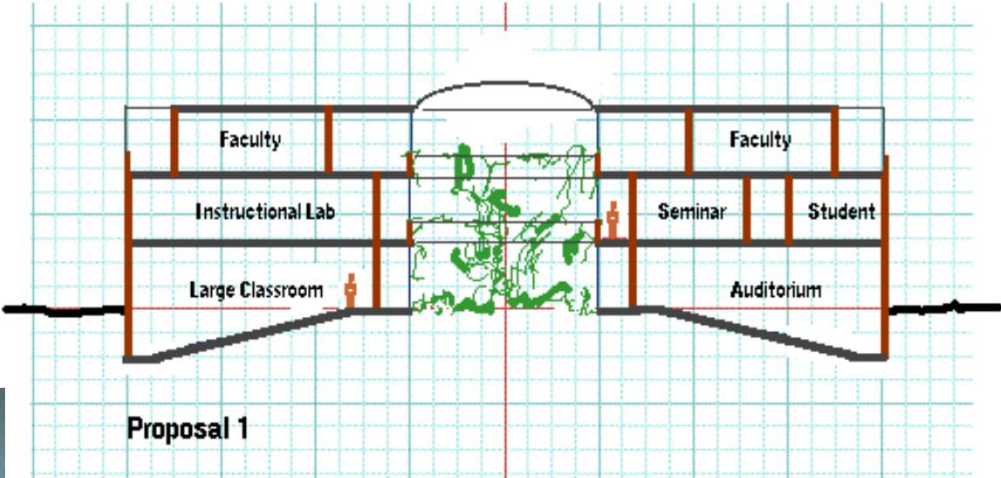 Faculty
Faculty
Instructional Lab
Seminar
Student
Large Classroom
Auditorium
Proposal 1